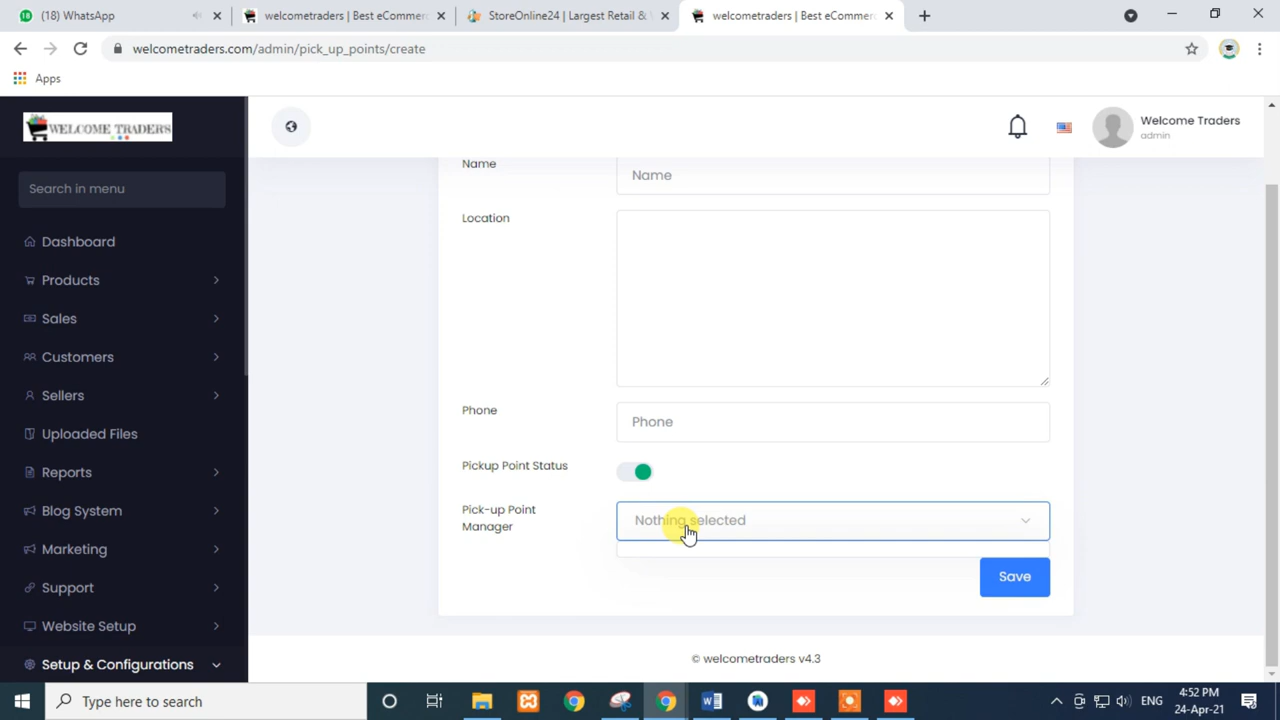 (18) WhatsApp
welcometraders | Best eCommerc
StoreOnline24 | Largest Retail & W
welcometraders | Best eCommerc
welcometraders.com/admin/pick_up_points/create
Apps
WELCOME TRADERS
Welcome Traders
admin
Search in menu
Dashboard
Products
Sales
Customers
Sellers
Uploaded Files
Reports
Blog System
Marketing
Support
Website Setup
Setup & Configurations
Name
Name
Location
Phone
Phone
Pickup Point Status
Pick-up Point
Manager
Nothing selected
Save
© welcometraders v4.3
Type here to search
ENG
4:52 PM
24-Apr-21